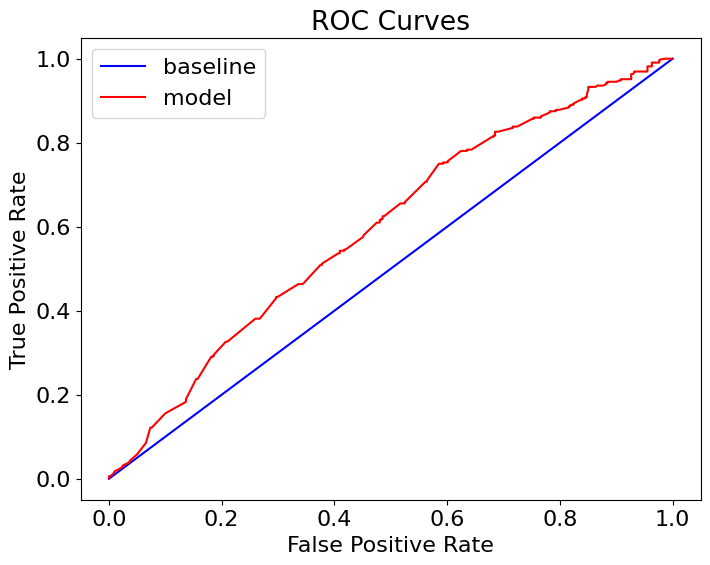 ROC Curves
baseline
model
True Positive Rate
1.0
0.8
0.6
0.4
0.2
0.0
0.0 0.2 0.4 0.6 0.8 1.0
False Positive Rate